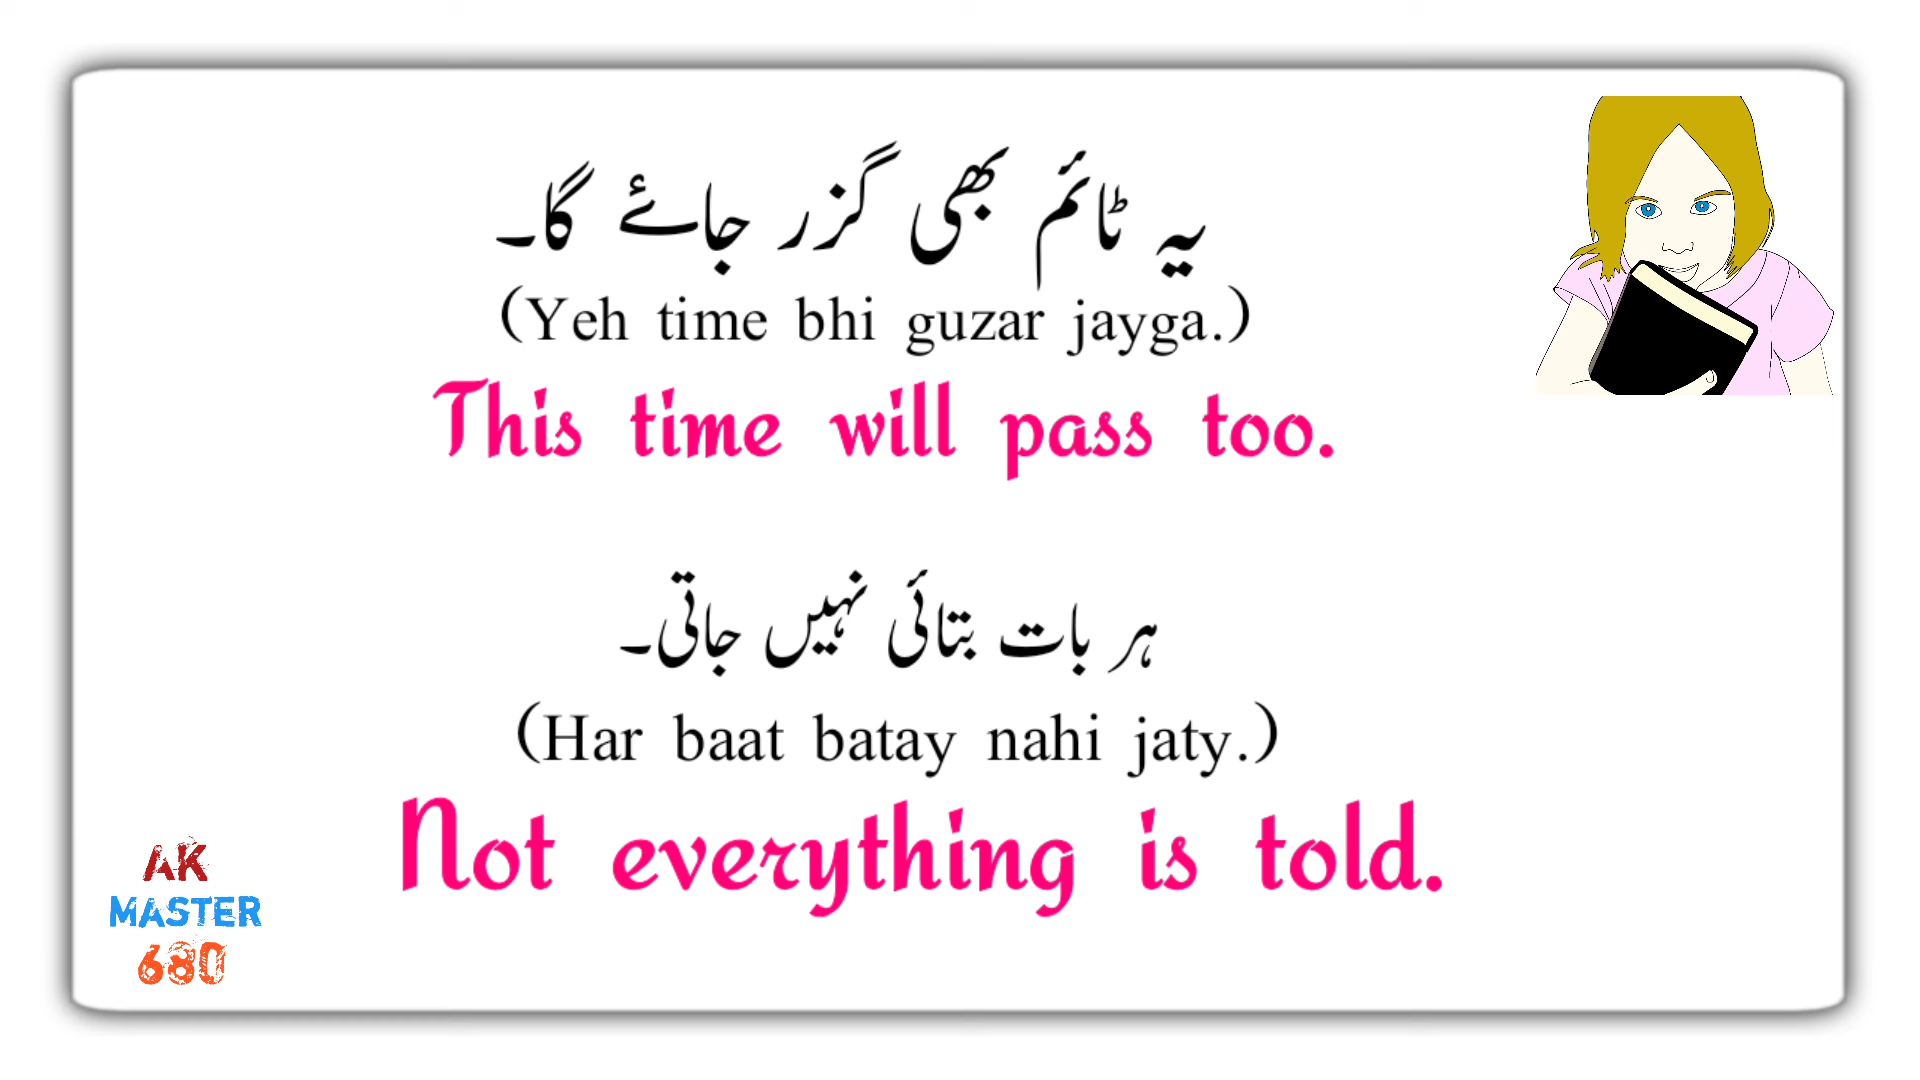 یہ ٹائم بھی گزر جائے گا۔
(Yeh time bhi guzar jayga.)
This time will pass too.
ہر بات بتائی نہیں جاتی۔
(Har baat batay nahi jaty.)
Not everything is told.
AK
MASTER
680